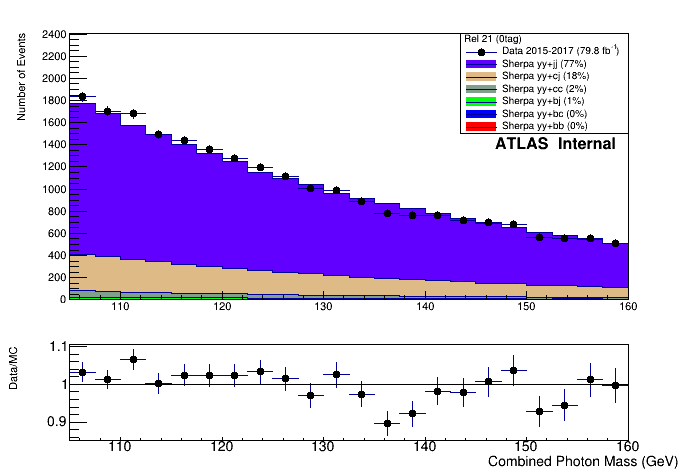 2400
2200
2000
1800
1600
1400
1200
1000
800
600
400
200
0
Number of Events
Rel 21 (0tag)
Data 2015-2017 (79.8 fb⁻¹)
Sherpa yy+jj (77%)
Sherpa yy+cj (18%)
Sherpa yy+cc (2%)
Sherpa yy+bj (1%)
Sherpa yy+bc (0%)
Sherpa yy+bb (0%)
ATLAS Internal
110 120 130 140 150 160
1.1
1
0.9
Data/MC
110 120 130 140 150 160
Combined Photon Mass (GeV)